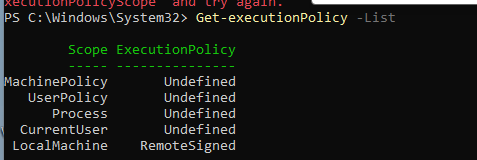 xecutionPolicyScope" and try again.
PS C:\Windows\System32> Get-executionPolicy -List
Scope ExecutionPolicy
----- ---------------
MachinePolicy Undefined
UserPolicy Undefined
Process Undefined
CurrentUser Undefined
LocalMachine RemoteSigned